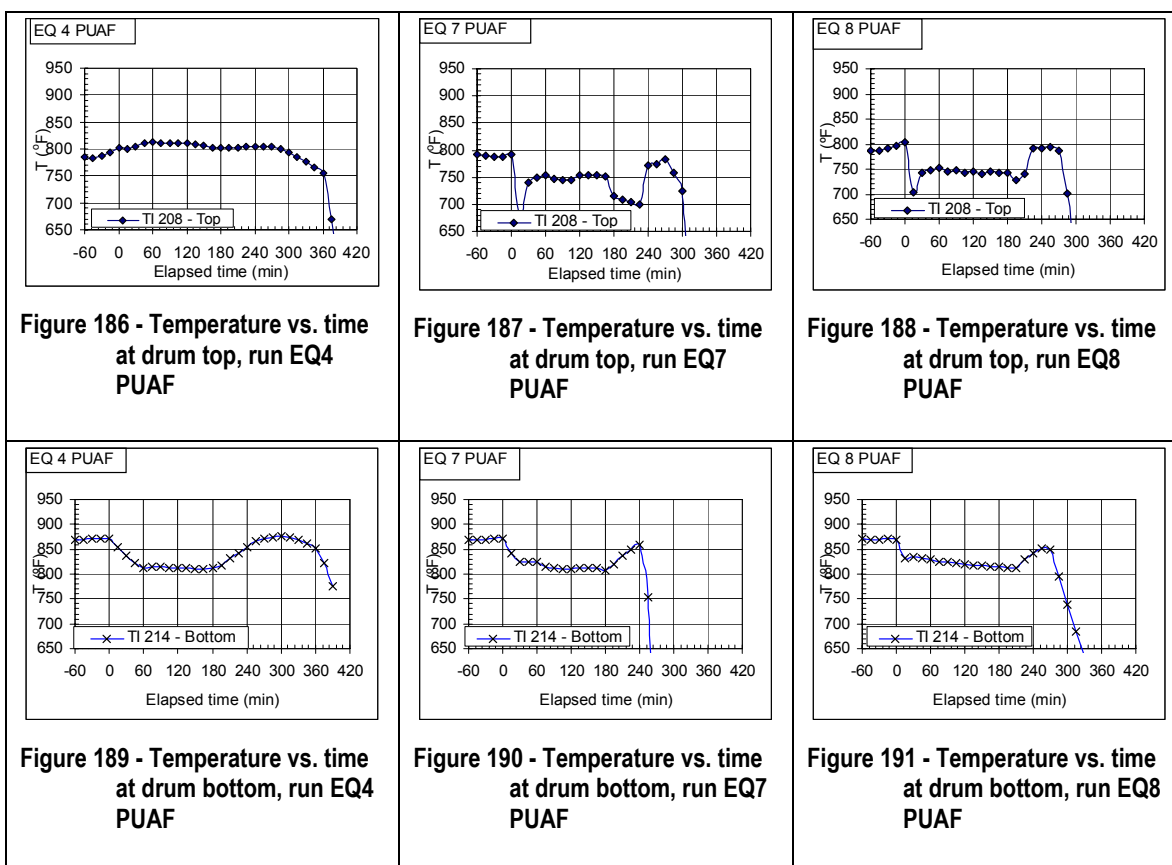 EQ 4 PUAF
950
900
850
800
750
700
650
T (°F)
TI 208 - Top
-60 0 60 120 180 240 300 360 420
Elapsed time (min)
Figure 186 - Temperature vs. time
at drum top, run EQ4
PUAF
EQ 7 PUAF
950
900
850
800
750
700
650
T (°F)
TI 208 - Top
-60 0 60 120 180 240 300 360 420
Elapsed time (min)
Figure 187 - Temperature vs. time
at drum top, run EQ7
PUAF
EQ 8 PUAF
950
900
850
800
750
700
650
T (°F)
TI 208 - Top
-60 0 60 120 180 240 300 360 420
Elapsed time (min)
Figure 188 - Temperature vs. time
at drum top, run EQ8
PUAF
EQ 4 PUAF
950
900
850
800
750
700
650
T (8F)
TI 214 - Bottom
-60 0 60 120 180 240 300 360 420
Elapsed time (min)
Figure 189 - Temperature vs. time
at drum bottom, run EQ4
PUAF
EQ 7 PUAF
950
900
850
800
750
700
650
T (8F)
TI 214 - Bottom
-60 0 60 120 180 240 300 360 420
Elapsed time (min)
Figure 190 - Temperature vs. time
at drum bottom, run EQ7
PUAF
EQ 8 PUAF
950
900
850
800
750
700
650
T (8F)
TI 214 - Bottom
-60 0 60 120 180 240 300 360 420
Elapsed time (min)
Figure 191 - Temperature vs. time
at drum bottom, run EQ8
PUAF